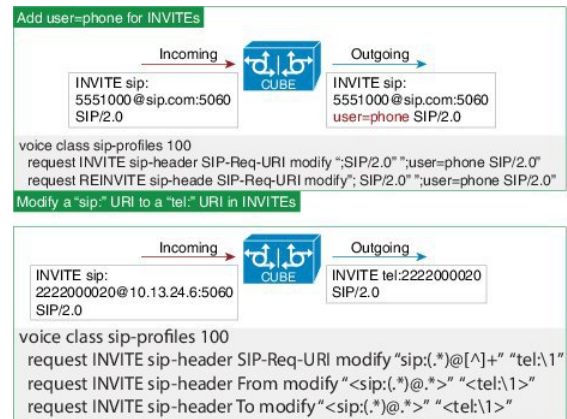 Add user=phone for INVITEs
Incoming
Outgoing
INVITE sip:
5551000@sip.com:5060
SIP/2.0
CUBE
INVITE sip:
5551000@sip.com:5060
user=phone SIP/2.0
voice class sip-profiles 100
request INVITE sip-header SIP-Req-URI modify “;SIP/2.0” ”;user=phone SIP/2.0”
request REINVITE sip-heade SIP-Req-URI modify”; SIP/2.0” ”;user=phone SIP/2.0”
Modify a “sip:” URI to a “tel:” URI in INVITEs
Incoming
Outgoing
INVITE sip:
2222000020@10.13.24.6:5060
SIP/2.0
CUBE
INVITE tel:2222000020
SIP/2.0
voice class sip-profiles 100
request INVITE sip-header SIP-Req-URI modify “sip:(.*)@[^]+” “tel:\1”
request INVITE sip-header From modify “<sip:(.*)@.*>” “<tel:\1>”
request INVITE sip-header To modify “<sip:(.*)@.*>” “<tel:\1>”